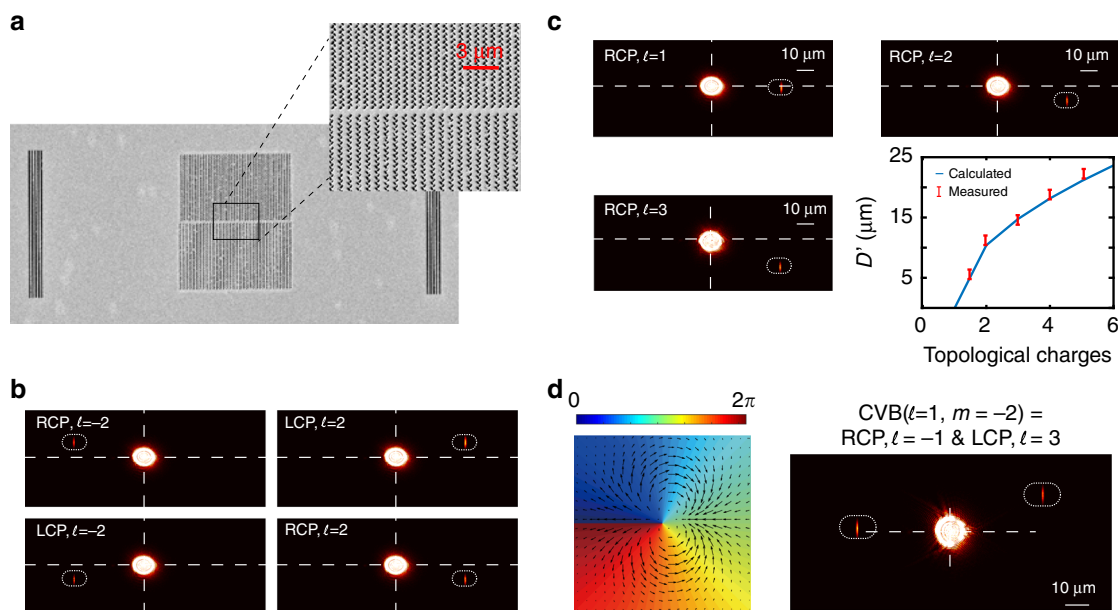 a
3 μm
b
RCP, ℓ=−2
LCP, ℓ=2
LCP, ℓ=−2
RCP, ℓ=2
c
RCP, ℓ=1
10 μm
RCP, ℓ=2
10 μm
RCP, ℓ=3
10 μm
25
15
5
D' (μm)
Calculated
Measured
0 2 4 6
Topological charges
d
0 2π
CVB(ℓ=1, m = −2) =
RCP, ℓ = −1 & LCP, ℓ = 3
10 μm